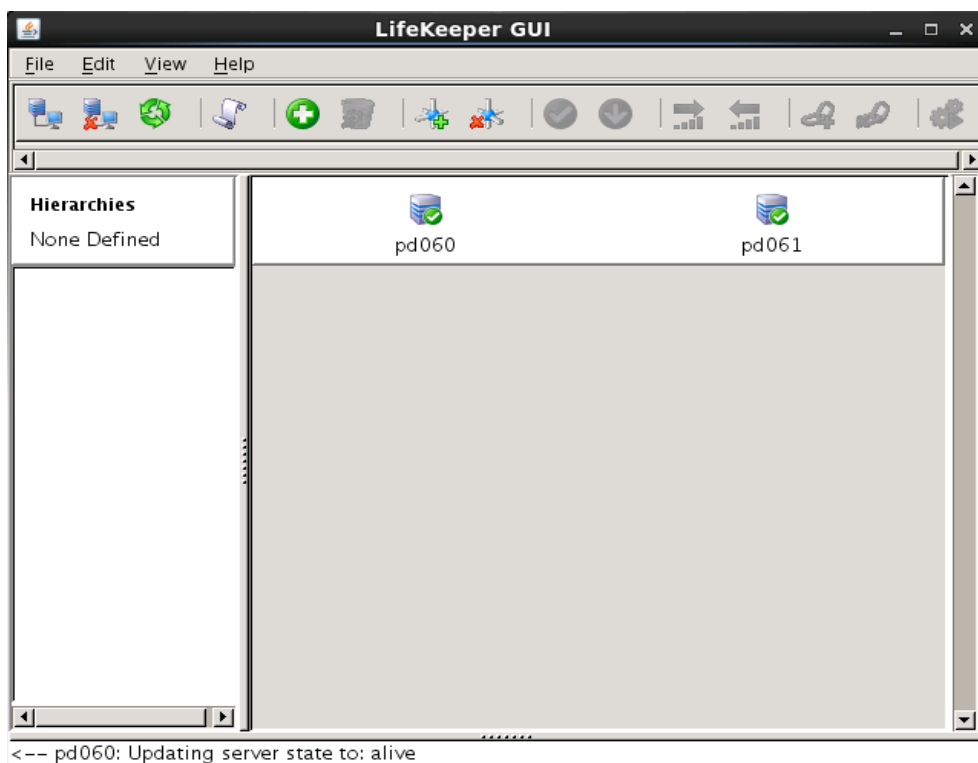 LifeKeeper GUI
File Edit View Help
Hierarchies
None Defined
pd060 pd061
<-- pd060: Updating server state to: alive